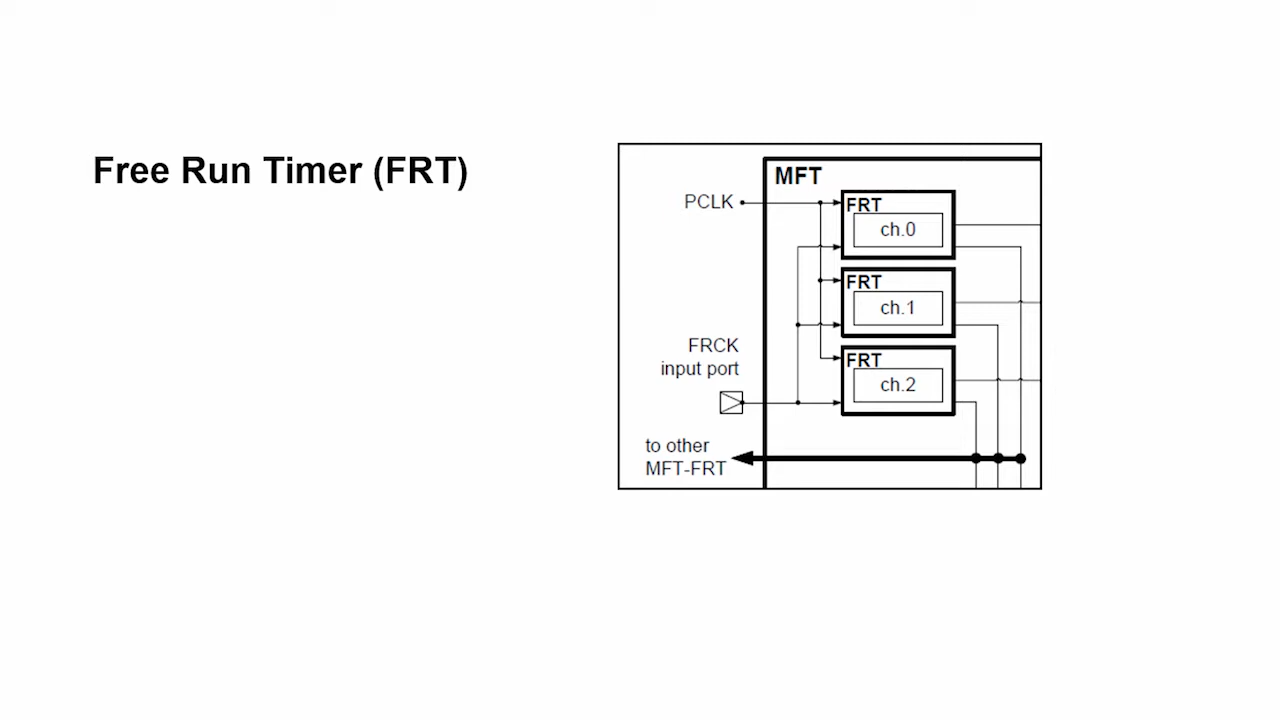 Free Run Timer (FRT)
MFT
PCLK
FRT
ch.0
FRT
ch.1
FRCK
input port
FRT
ch.2
to other
MFT-FRT